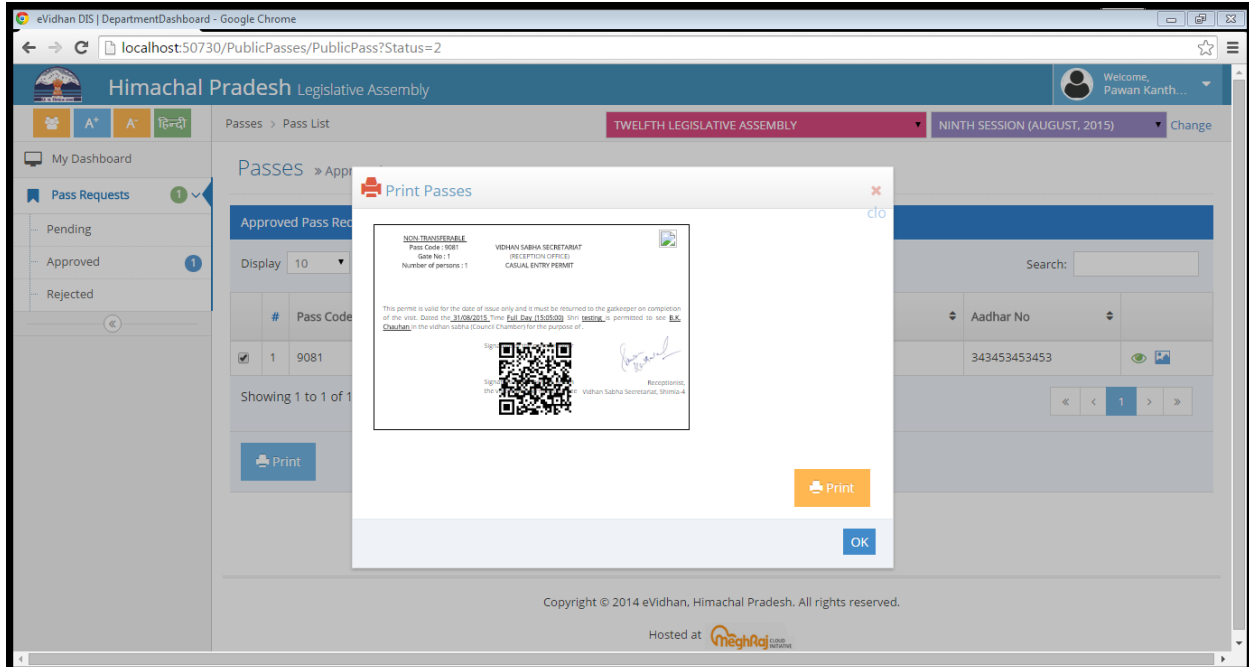 eVidhan DIS | DepartmentDashboard - Google Chrome
localhost:50730/PublicPasses/PublicPass?Status=2
Himachal Pradesh Legislative Assembly
Welcome,
Pawan Kanth...
A+ A- हिन्दी
Passes > Pass List
TWELFTH LEGISLATIVE ASSEMBLY
NINTH SESSION (AUGUST, 2015)
Change
My Dashboard
Passes » Appr
Pass Requests 1
Pending
Approved 1
Rejected
Print Passes
clo
Approved Pass Rec
NON-TRANSFERABLE
Pass Code : 9081
Gate No : 1
Number of persons : 1
VIDHAN SABHA SECRETARIAT
(RECEPTION OFFICE)
CASUAL ENTRY PERMIT
This permit is valid for the date of issue only and it must be returned to the gatkeeper on completion
of the visit. Dated the 31/08/2015 Time Full Day (15:05:00) Shri testing is permitted to see B.K.
Chauhan in the vidhan sabha (Council Chamber) for the purpose of .
Sign
Sign
the v
Receptionist,
Vidhan Sabha Secretariat, Shimla-4
Display 10
Search:
# Pass Code
Aadhar No
1 9081
343453453453
Showing 1 to 1 of 1
« < 1 > »
Print
Print
OK
Copyright © 2014 eVidhan, Himachal Pradesh. All rights reserved.
Hosted at MeghRaj CLOUD INITIATIVE